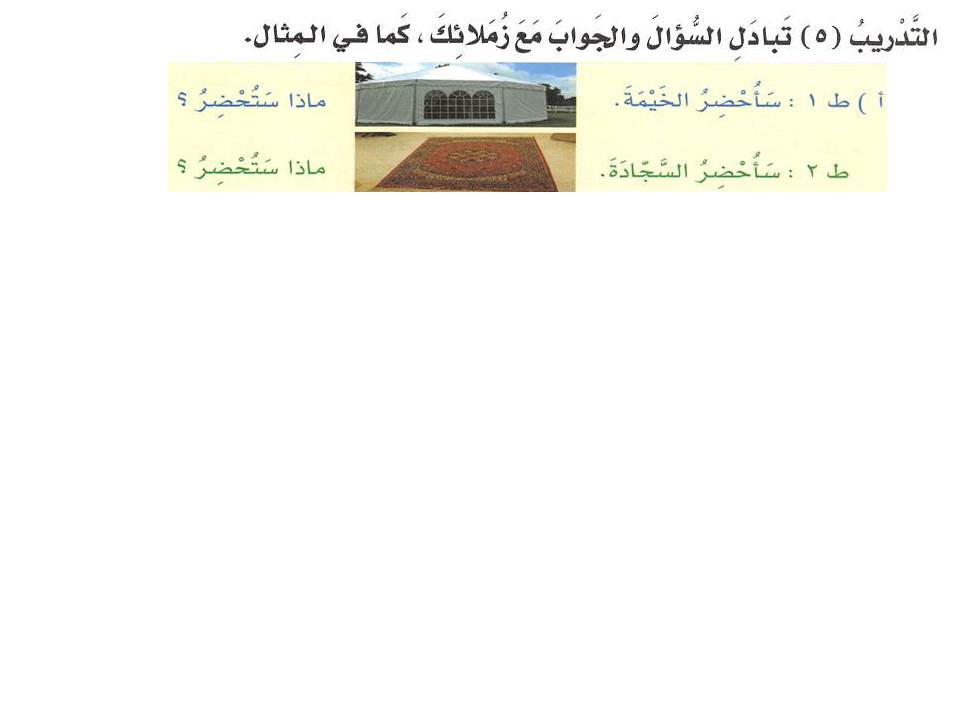 التَّدْريبُ (٥) تَبادَلِ السُّؤالَ والجَوابَ مَعَ زُمَلائِكَ ، كَما في المِثال.
أ ) ط ١ : سَأُحْضِرُ الخَيْمَةَ. ماذا سَتُحْضِرُ ؟
ط ٢ : سَأُحْضِرُ السَّجّادَةَ. ماذا سَتُحْضِرُ ؟